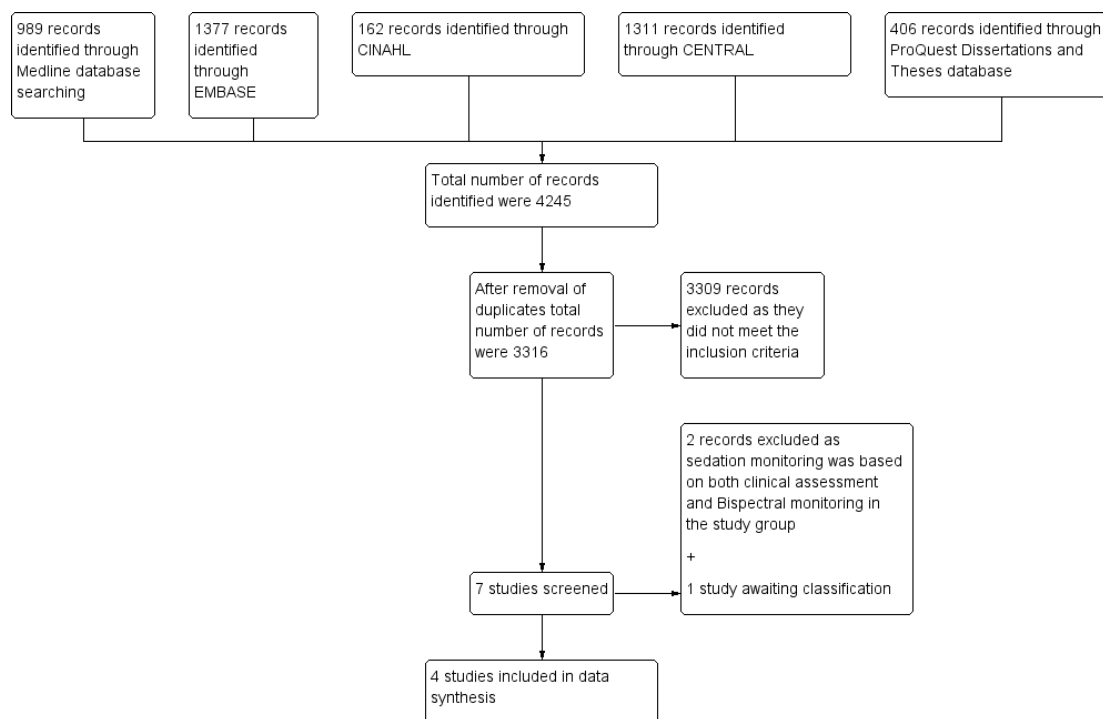 989 records
identified through
Medline database
searching
1377 records
identified
through
EMBASE
162 records identified through
CINAHL
1311 records identified
through CENTRAL
406 records identified through
ProQuest Dissertations and
Theses database
Total number of records
identified were 4245
After removal of
duplicates total
number of records
were 3316
3309 records
excluded as they
did not meet the
inclusion criteria
2 records excluded as
sedation monitoring was based
on both clinical assessment
and Bispectral monitoring in
the study group
+
1 study awaiting classification
7 studies screened
4 studies included in data
synthesis